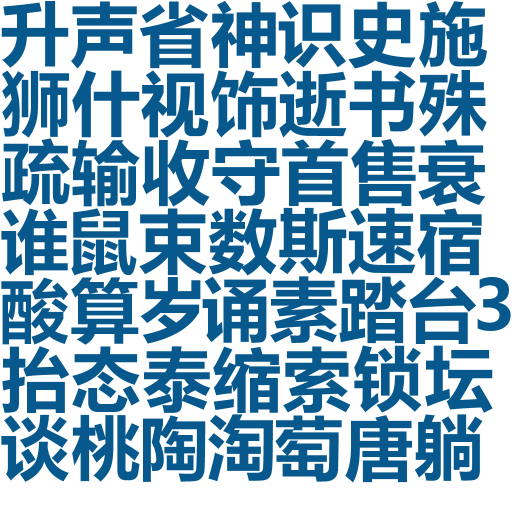 升声省神识史施
狮什视饰逝书殊
疏输收守首售衰
谁鼠束数斯速宿
酸算岁诵素踏台3
抬态泰缩索锁坛
谈桃陶淘萄唐躺